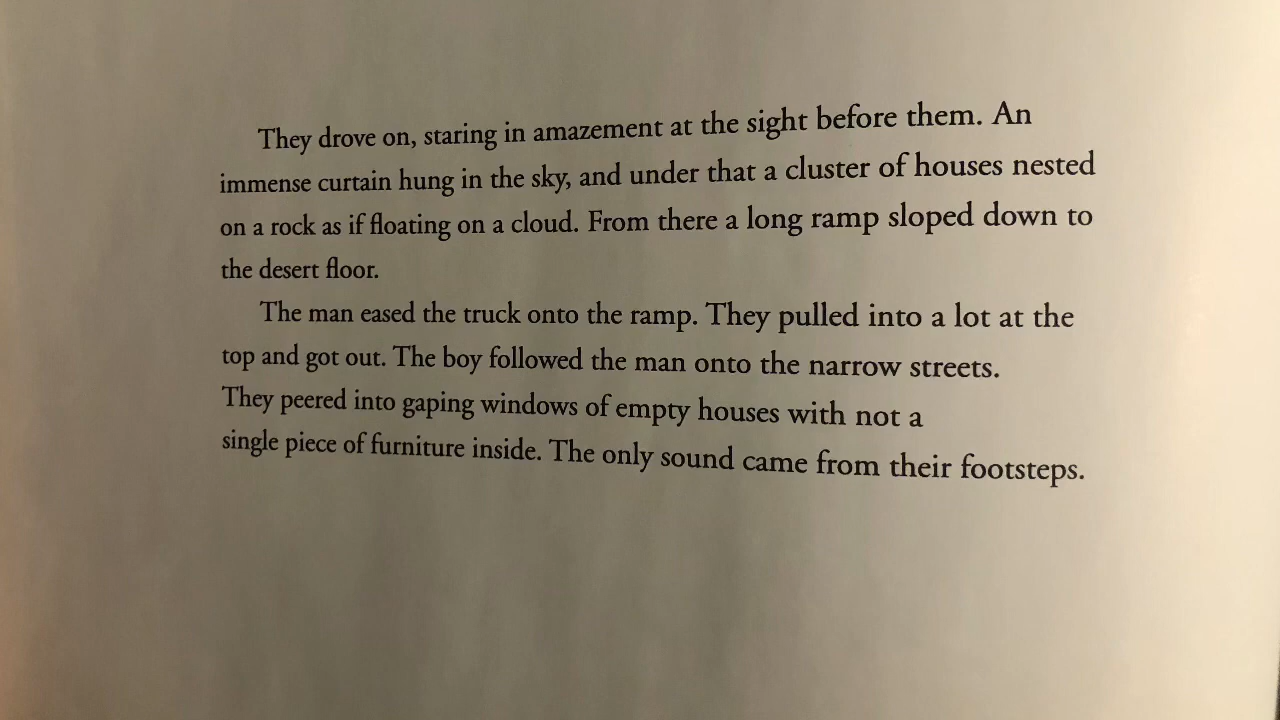 They drove on, staring in amazement at the sight before them. An
immense curtain hung in the sky, and under that a cluster of houses nested
on a rock as if floating on a cloud. From there a long ramp sloped down to
the desert floor.
The man eased the truck onto the ramp. They pulled into a lot at the
top and got out. The boy followed the man onto the narrow streets.
They peered into gaping windows of empty houses with not a
single piece of furniture inside. The only sound came from their footsteps.